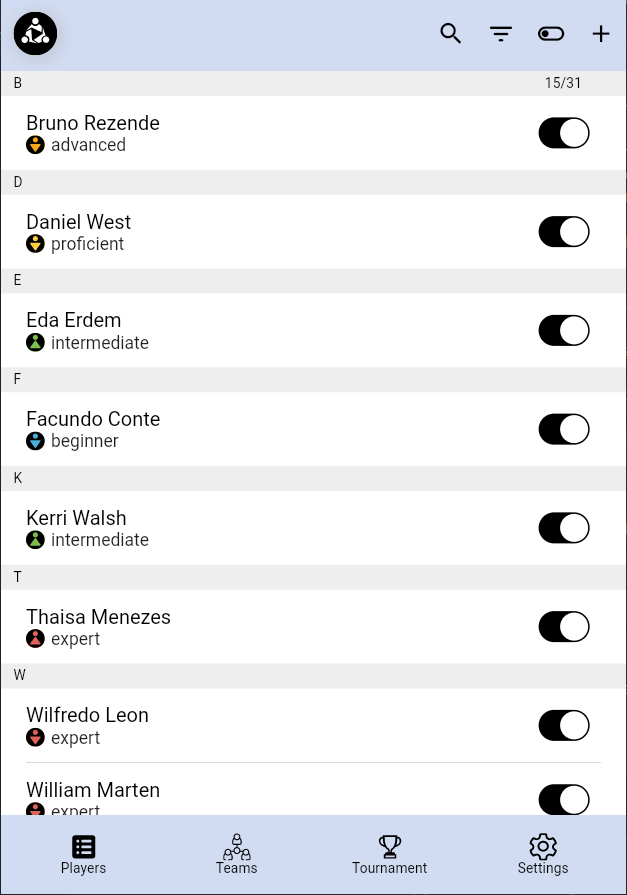 B 15/31
Bruno Rezende
advanced
D
Daniel West
proficient
E
Eda Erdem
intermediate
F
Facundo Conte
beginner
K
Kerri Walsh
intermediate
T
Thaisa Menezes
expert
W
Wilfredo Leon
expert
William Marten
expert
Players Teams Tournament Settings